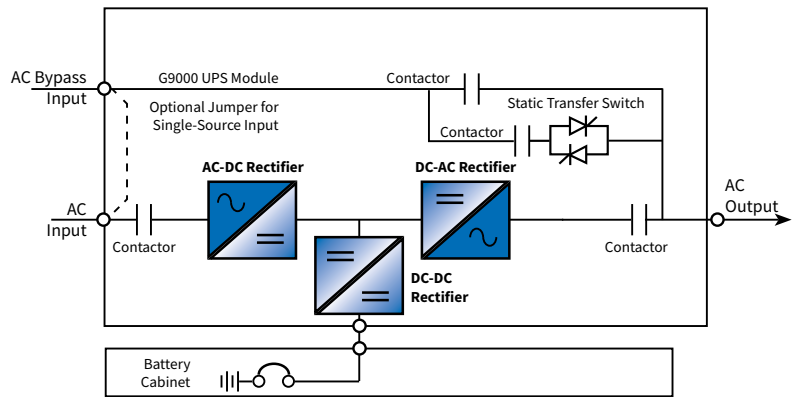 AC Bypass
Input
G9000 UPS Module
Contactor
Optional Jumper for
Single-Source Input
Static Transfer Switch
Contactor
AC-DC Rectifier
DC-AC Rectifier
AC
Input
Contactor
AC
Output
Contactor
DC-DC
Rectifier
Battery
Cabinet